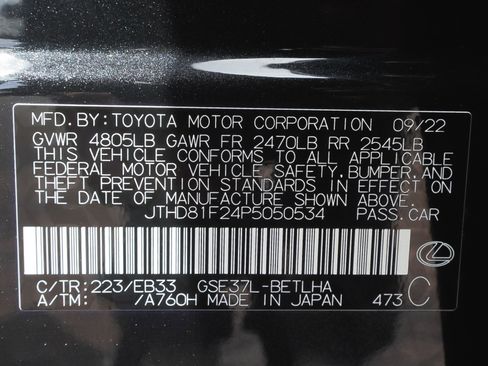 MFD.BY:TOYOTA MOTOR CORPORATION 09/22
GVWR 4805LB GAWR FR 2470LB RR 2545LB
THIS VEHICLE CONFORMS TO ALL APPLICABLE
FEDERAL MOTOR VEHICLE SAFETY,BUMPER,AND
THEFT PREVENTION STANDARDS IN EFFECT ON
THE DATE OF MANUFACTURE SHOWN ABOVE.
JTHD81F24P5050534 PASS.CAR
C/TR:223/EB33 GSE37L-BETLHA
A/TM: /A760H MADE IN JAPAN 473 C